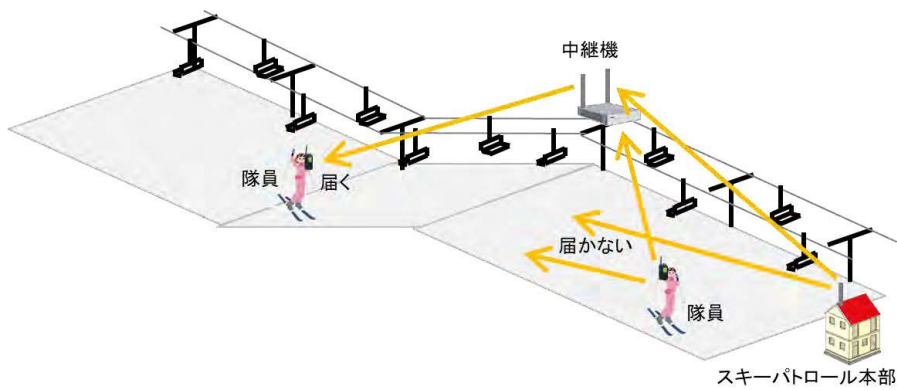 中継機
隊員
届く
届かない
隊員
スキーパトロール本部